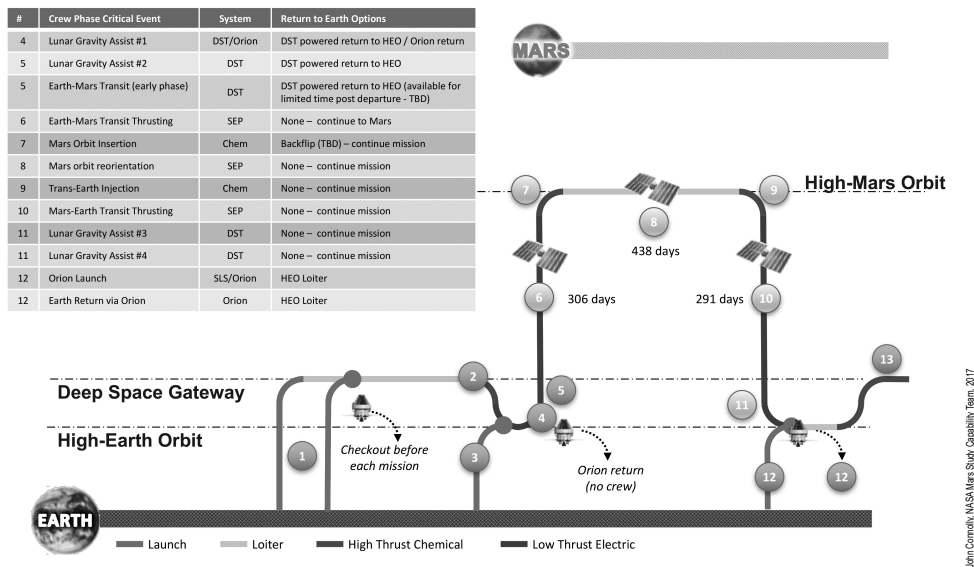 # Crew Phase Critical Event System Return to Earth Options
4 Lunar Gravity Assist #1 DST/Orion DST powered return to HEO / Orion return
5 Lunar Gravity Assist #2 DST DST powered return to HEO
5 Earth-Mars Transit (early phase) DST DST powered return to HEO (available for
limited time post departure - TBD)
6 Earth-Mars Transit Thrusting SEP None – continue to Mars
7 Mars Orbit Insertion Chem Backflip (TBD) – continue mission
8 Mars orbit reorientation SEP None – continue mission
9 Trans-Earth Injection Chem None – continue mission
10 Mars-Earth Transit Thrusting SEP None – continue mission
11 Lunar Gravity Assist #3 DST None – continue mission
11 Lunar Gravity Assist #4 DST None – continue mission
12 Orion Launch SLS/Orion HEO Loiter
12 Earth Return via Orion Orion HEO Loiter
MARS
7
9
High-Mars Orbit
8
438 days
6
306 days
291 days
10
13
2
5
Deep Space Gateway
11
4
High-Earth Orbit
1
Checkout before
each mission
3
Orion return
(no crew)
12
12
EARTH
Launch
Loiter
High Thrust Chemical
Low Thrust Electric
John Connolly, NASA Mars Study Capability Team, 2017